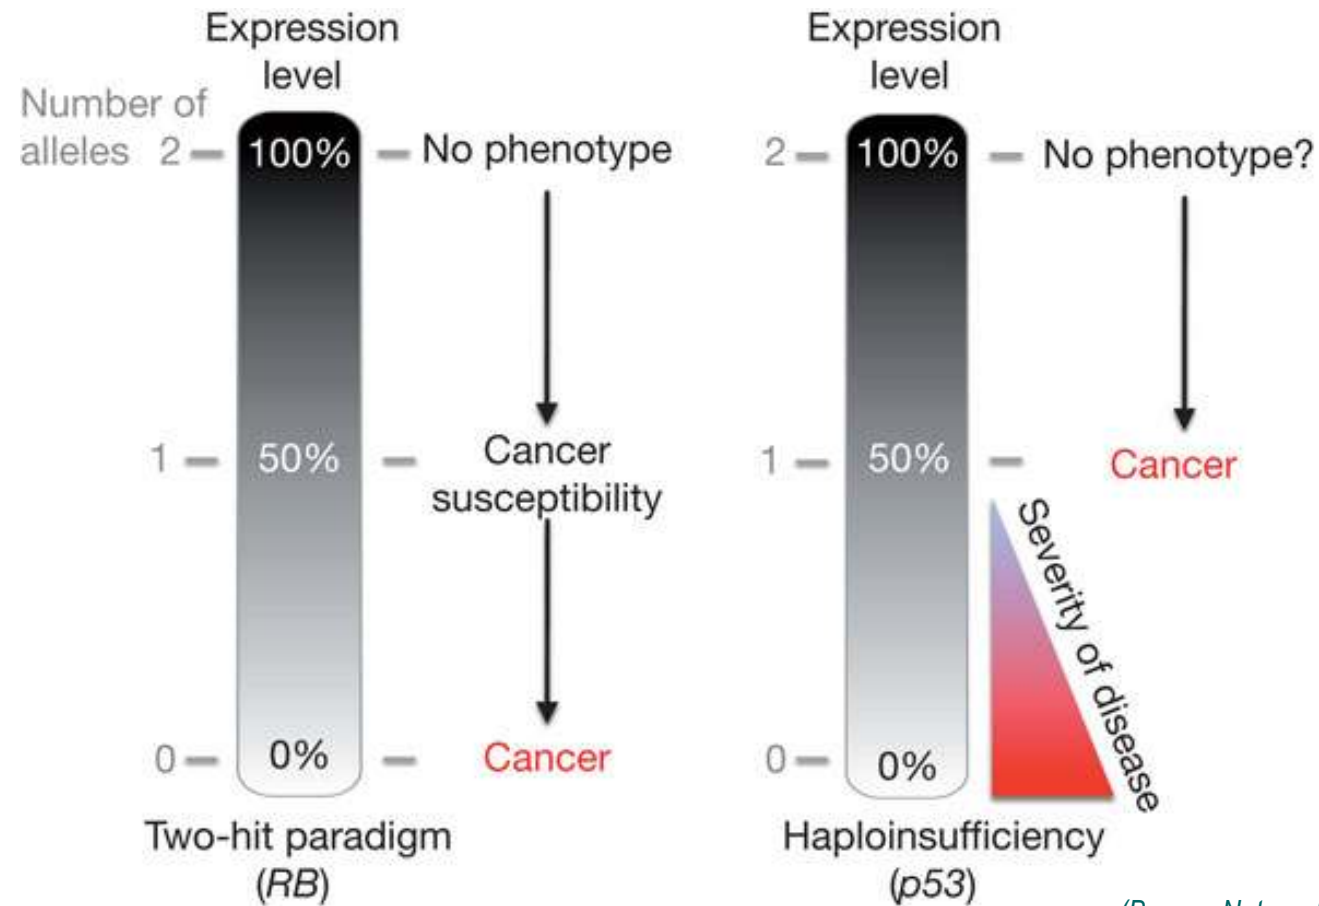 Expression
level
Number of
alleles 2
100%
No phenotype
1
50%
Cancer
susceptibility
0
0%
Cancer
Two-hit paradigm
(RB)
Expression
level
2
100%
No phenotype?
1
50%
Cancer
Severity of disease
0
0%
Haploinsufficiency
(p53)